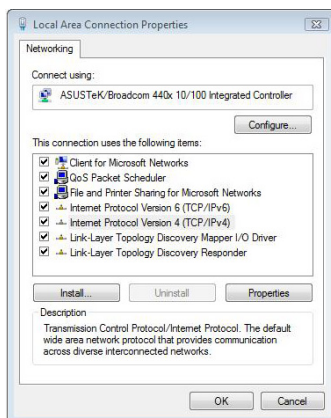 Local Area Connection Properties
Networking
Connect using:
ASUSTeK/Broadcom 440x 10/100 Integrated Controller
Configure...
This connection uses the following items:
Client for Microsoft Networks
QoS Packet Scheduler
File and Printer Sharing for Microsoft Networks
Internet Protocol Version 6 (TCP/IPv6)
Internet Protocol Version 4 (TCP/IPv4)
Link-Layer Topology Discovery Mapper I/O Driver
Link-Layer Topology Discovery Responder
Install... Uninstall Properties
Description
Transmission Control Protocol/Internet Protocol. The default
wide area network protocol that provides communication
across diverse interconnected networks.
OK Cancel